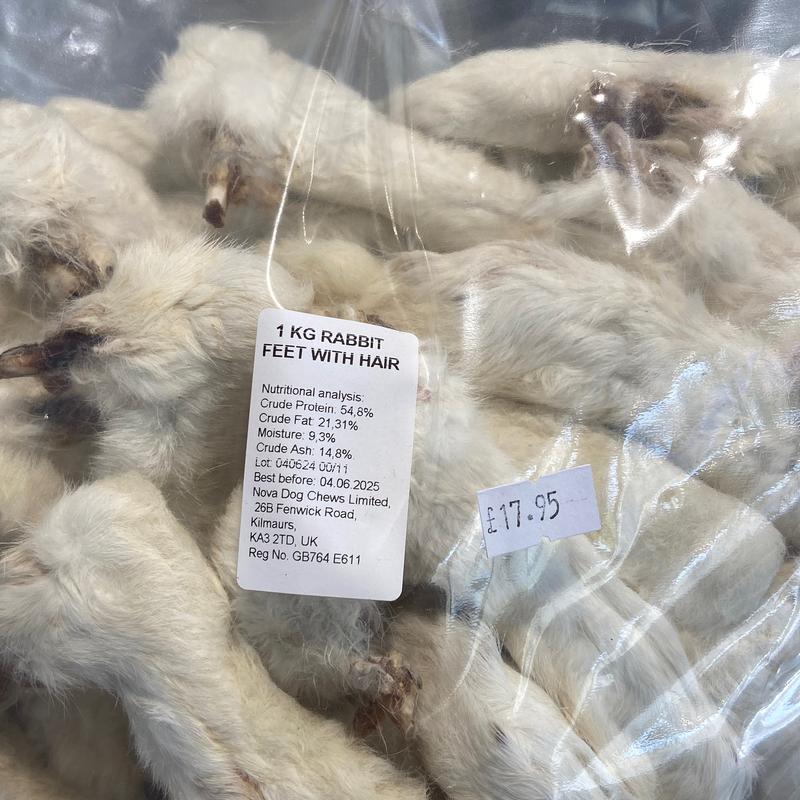 1 KG RABBIT
FEET WITH HAIR
Nutritional analysis:
Crude Protein: 54,8%
Crude Fat: 21,31%
Moisture: 9,3%
Crude Ash: 14,8%
Lot: 040624 00/11
Best before: 04.06.2025
Nova Dog Chews Limited,
26B Fenwick Road,
Kilmaurs,
KA3 2TD, UK
Reg No. GB764 E611
£17.95